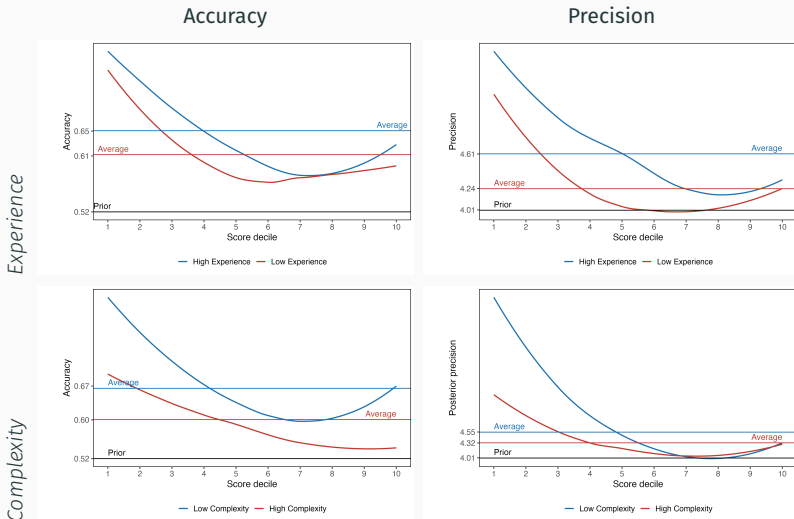 Accuracy
Precision
Experience
Accuracy
0.65
0.61
0.52
Average
Average
Prior
1 2 3 4 5 6 7 8 9 10
Score decile
High Experience Low Experience
Precision
4.61
4.24
4.01
Average
Average
Prior
1 2 3 4 5 6 7 8 9 10
Score decile
High Experience Low Experience
Complexity
Accuracy
0.67
0.60
0.52
Average
Average
Prior
1 2 3 4 5 6 7 8 9 10
Score decile
Low Complexity High Complexity
Posterior precision
4.55
4.32
4.01
Average
Average
Prior
1 2 3 4 5 6 7 8 9 10
Score decile
Low Complexity High Complexity